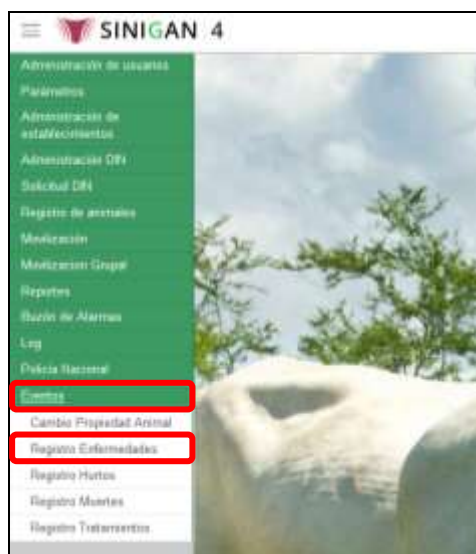 SINIGAN 4
Administración de usuarios
Parámetros
Administración de
establecimientos
Administración DIN
Solicitud DIN
Registro de animales
Movilización
Movilizacion Grupal
Reportes
Buzón de Alarmas
Log
Policía Nacional
Eventos
Cambio Propiedad Animal
Registro Enfermedades
Registro Hurtos
Registro Muertes
Registro Tratamientos